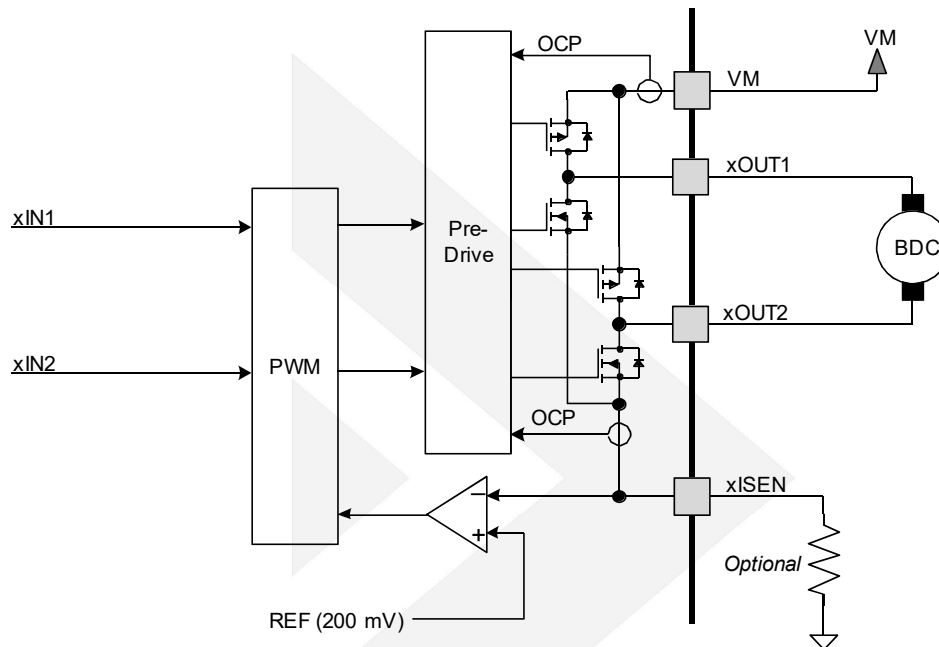 OCP
VM
VM
xOUT1
xIN1
Pre-
Drive
BDC
xOUT2
xIN2
PWM
OCP
xISEN
−
+
Optional
REF (200 mV)